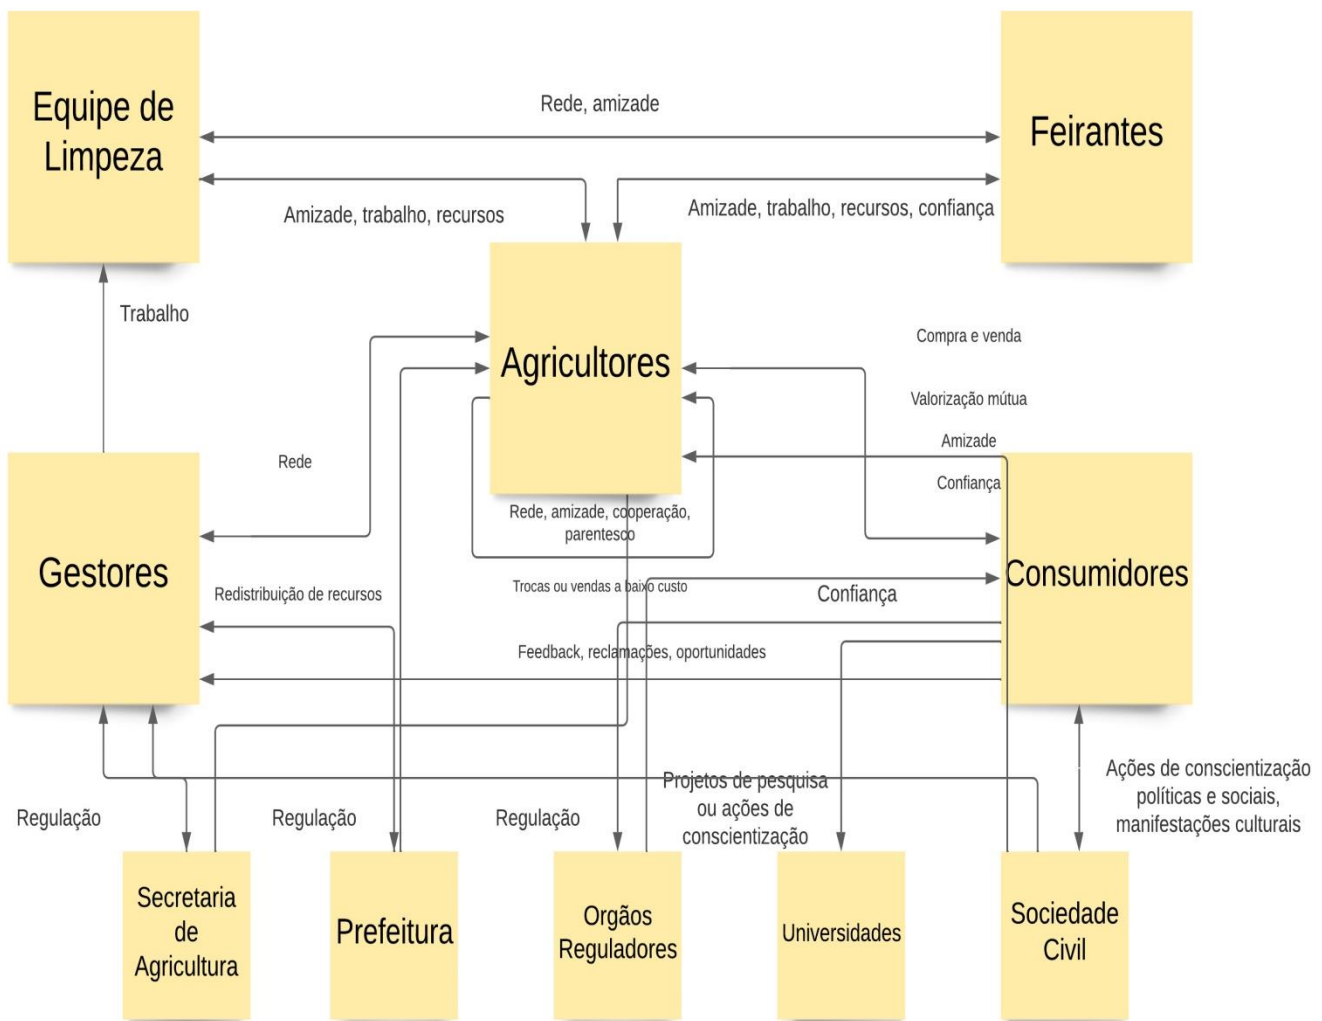 Equipe de
Limpeza
Rede, amizade
Feirantes
Amizade, trabalho, recursos
Amizade, trabalho, recursos, confiança
Trabalho
Agricultores
Compra e venda
Valorização mútua
Amizade
Confiança
Rede
Rede, amizade, cooperação,
parentesco
Gestores
Consumidores
Redistribuição de recursos
Trocas ou vendas a baixo custo
Confiança
Feedback, reclamações, oportunidades
Regulação
Regulação
Regulação
Projetos de pesquisa
ou ações de
conscientização
Ações de conscientização
políticas e sociais,
manifestações culturais
Secretaria
de
Agricultura
Prefeitura
Orgãos
Reguladores
Universidades
Sociedade
Civil